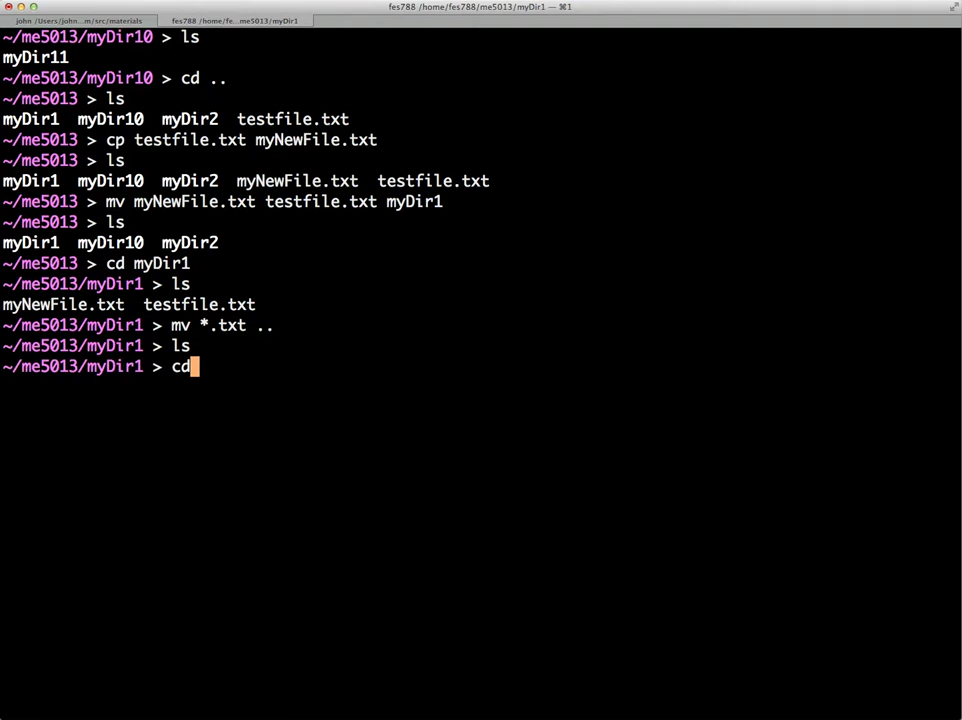 fes788 /home/fes788/me5013/myDir1 — ⌘1
john /Users/john...m/src/materials
fes788 /home/fe...me5013/myDir1
~/me5013/myDir10 > ls
myDir11
~/me5013/myDir10 > cd ..
~/me5013 > ls
myDir1  myDir10  myDir2  testfile.txt
~/me5013 > cp testfile.txt myNewFile.txt
~/me5013 > ls
myDir1  myDir10  myDir2  myNewFile.txt  testfile.txt
~/me5013 > mv myNewFile.txt testfile.txt myDir1
~/me5013 > ls
myDir1  myDir10  myDir2
~/me5013 > cd myDir1
~/me5013/myDir1 > ls
myNewFile.txt  testfile.txt
~/me5013/myDir1 > mv *.txt ..
~/me5013/myDir1 > ls
~/me5013/myDir1 > cd